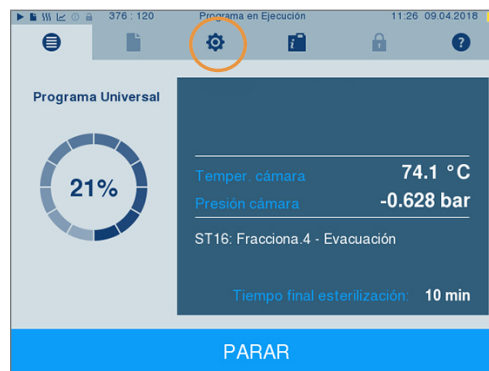 376 : 120 Programa en Ejecución 11:26 09.04.2018
i ?
Programa Universal
21%
Temper. cámara 74.1 °C
Presión cámara -0.628 bar
ST16: Fracciona.4 - Evacuación
Tiempo final esterilización: 10 min
PARAR